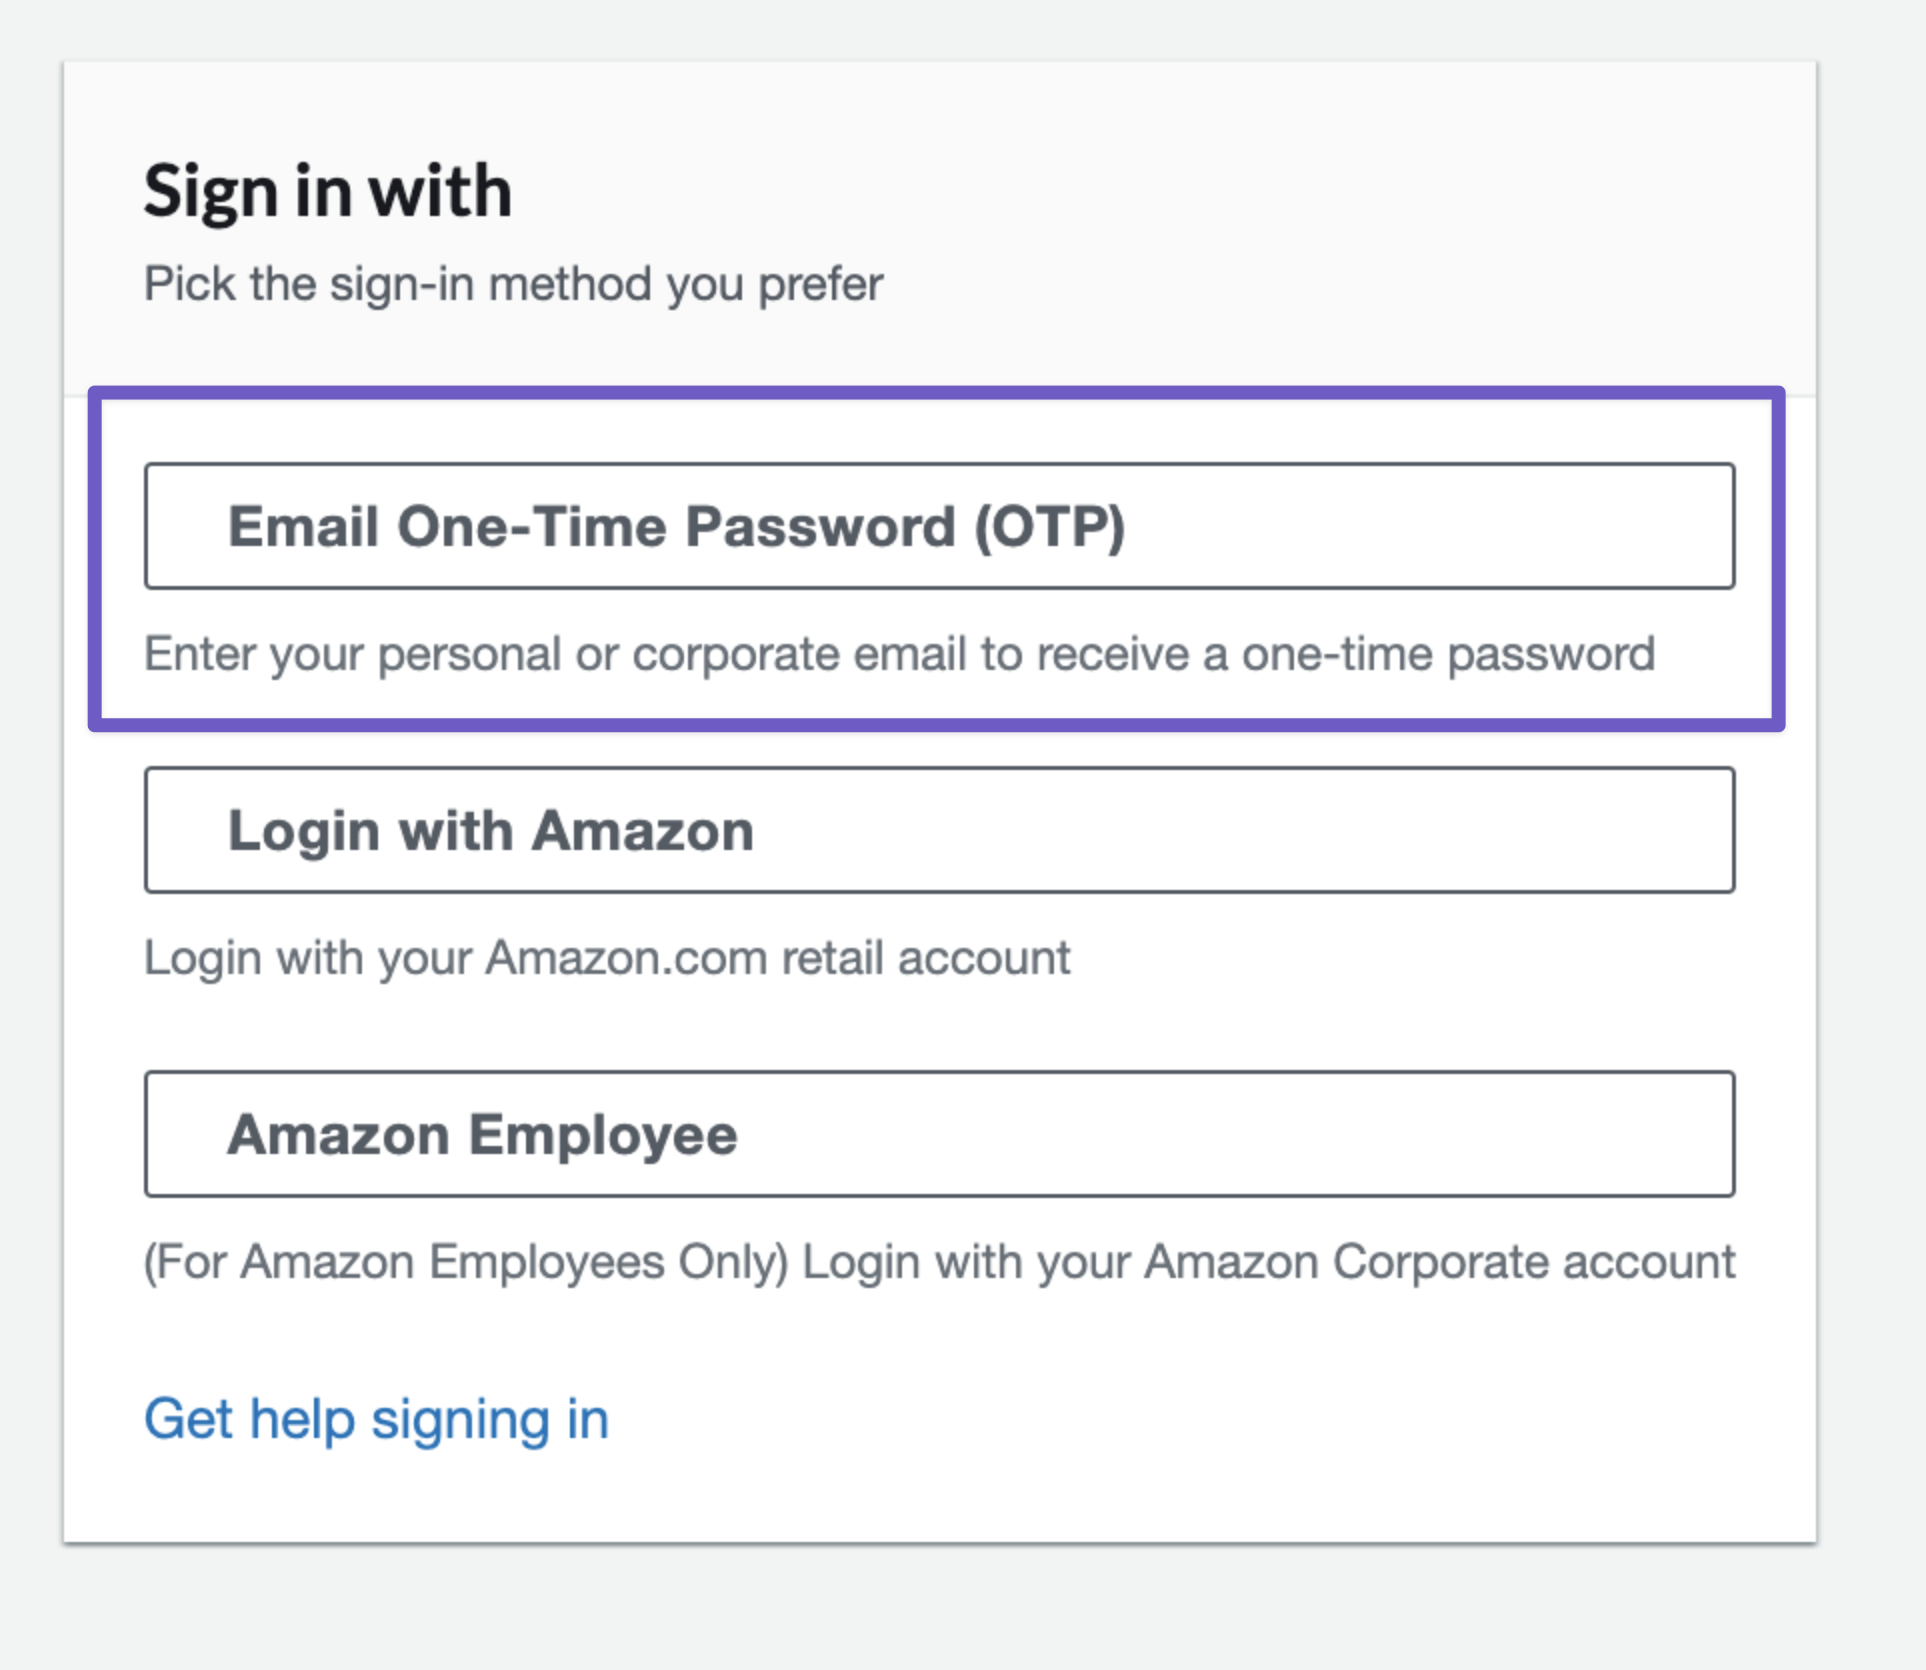 Sign in with
Pick the sign-in method you prefer
Email One-Time Password (OTP)
Enter your personal or corporate email to receive a one-time password
Login with Amazon
Login with your Amazon.com retail account
Amazon Employee
(For Amazon Employees Only) Login with your Amazon Corporate account
Get help signing in